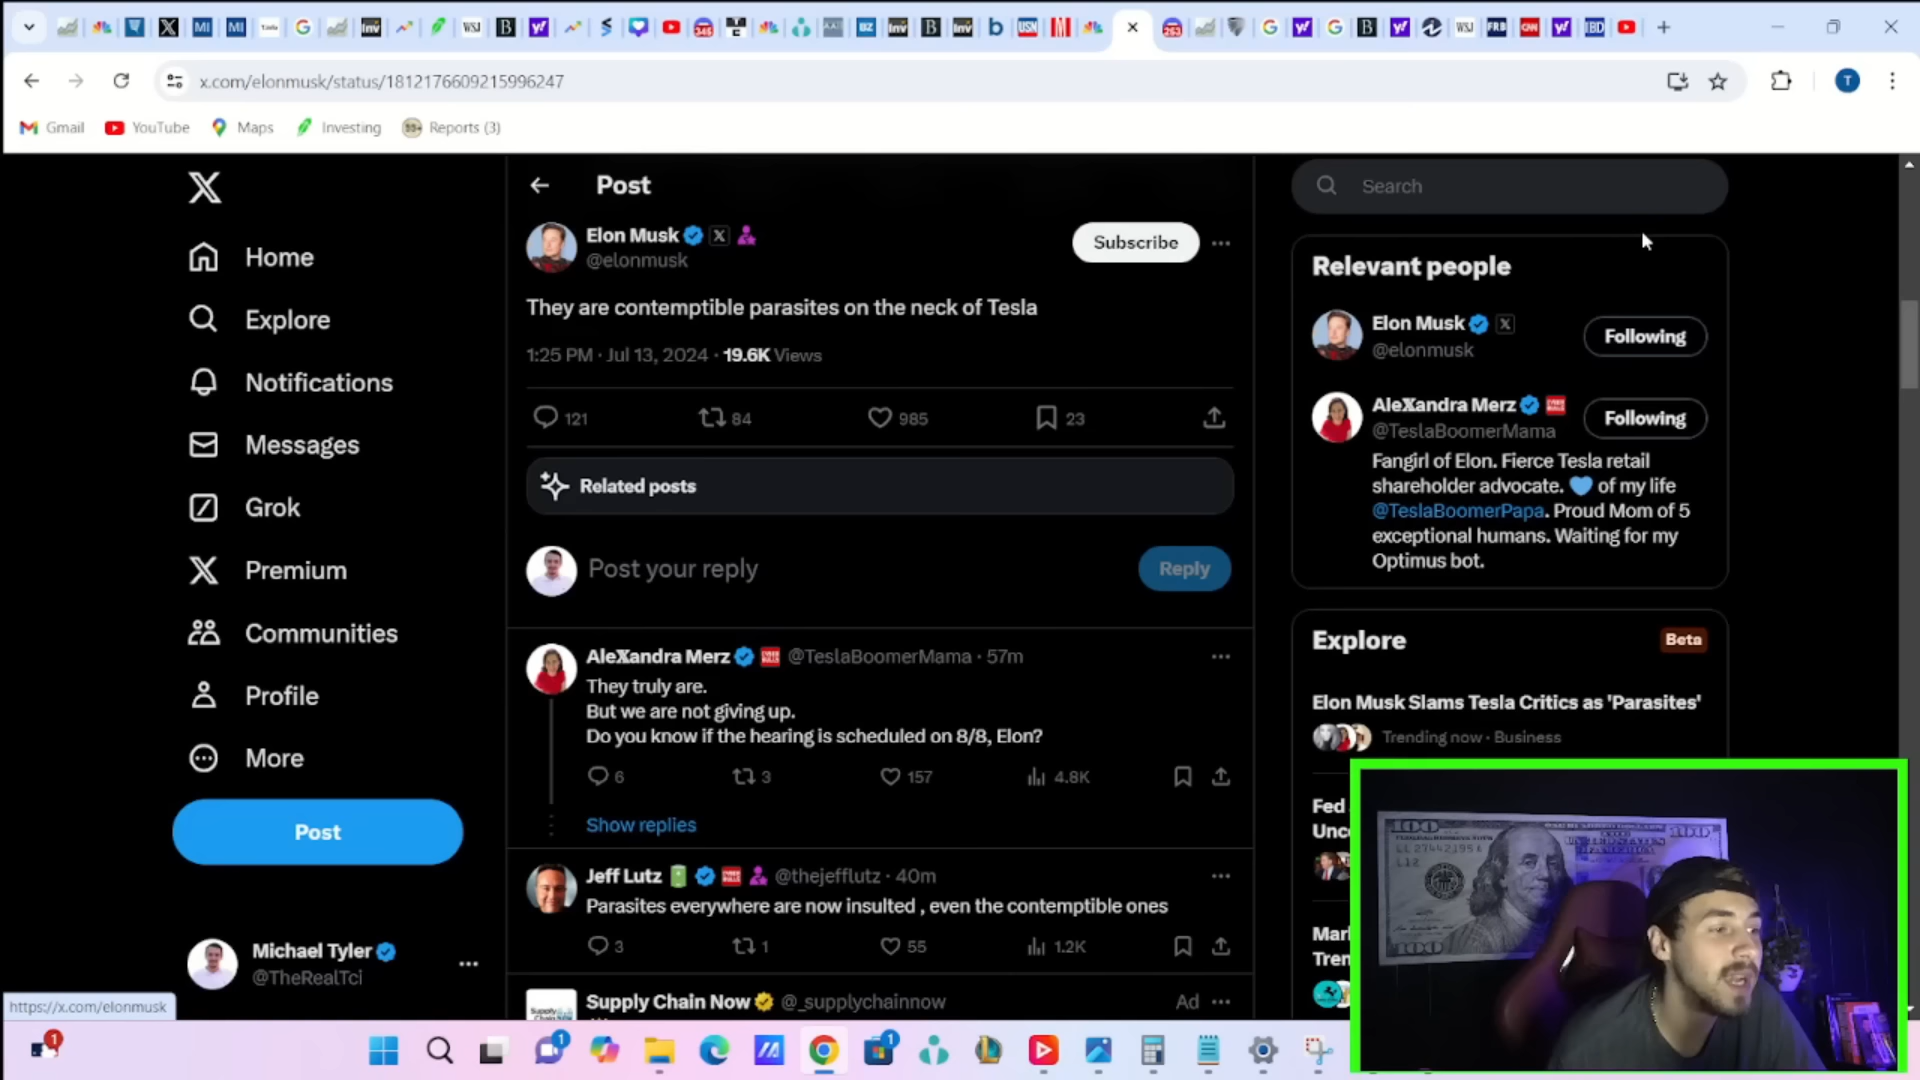 x.com/elonmusk/status/1812176609215996247
Gmail
YouTube
Maps
Investing
Reports (3)
Home
Explore
Notifications
Messages
Grok
Premium
Communities
Profile
More
Post
Michael Tyler
@TheRealTci
https://x.com/elonmusk
Post
Elon Musk
@elonmusk
Subscribe
They are contemptible parasites on the neck of Tesla
1:25 PM · Jul 13, 2024 · 19.6K Views
121 84 985 23
Related posts
Post your reply
Reply
AleXandra Merz @TeslaBoomerMama · 57m
They truly are.
But we are not giving up.
Do you know if the hearing is scheduled on 8/8, Elon?
6 3 157 4.8K
Show replies
Jeff Lutz @thejefflutz · 40m
Parasites everywhere are now insulted , even the contemptible ones
3 1 55 1.2K
Supply Chain Now @_supplychainnow Ad
Search
Relevant people
Elon Musk
@elonmusk
Following
AleXandra Merz
@TeslaBoomerMama
Following
Fangirl of Elon. Fierce Tesla retail
shareholder advocate. 💙 of my life
@TeslaBoomerPapa. Proud Mom of 5
exceptional humans. Waiting for my
Optimus bot.
Explore
Beta
Elon Musk Slams Tesla Critics as 'Parasites'
Trending now · Business
Fed
Unc
Mar
Tren
100
100
100